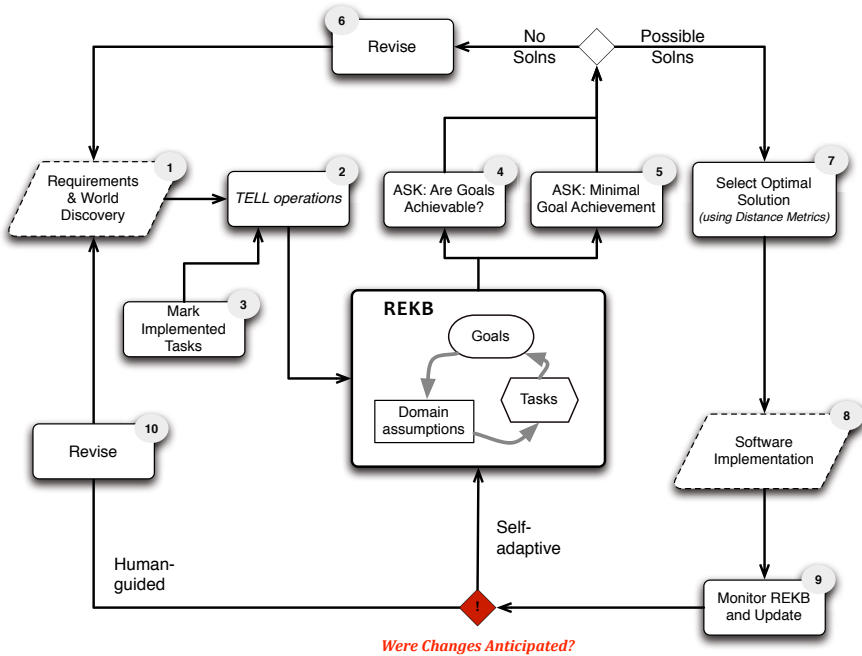 6
Revise
No
Solns
Possible
Solns
1
Requirements
& World
Discovery
2
TELL operations
4
ASK: Are Goals
Achievable?
5
ASK: Minimal
Goal Achievement
7
Select Optimal
Solution
(using Distance Metrics)
3
Mark
Implemented
Tasks
REKB
Goals
Tasks
Domain
assumptions
10
Revise
8
Software
Implementation
Self-
adaptive
Human-
guided
!
9
Monitor REKB
and Update
Were Changes Anticipated?